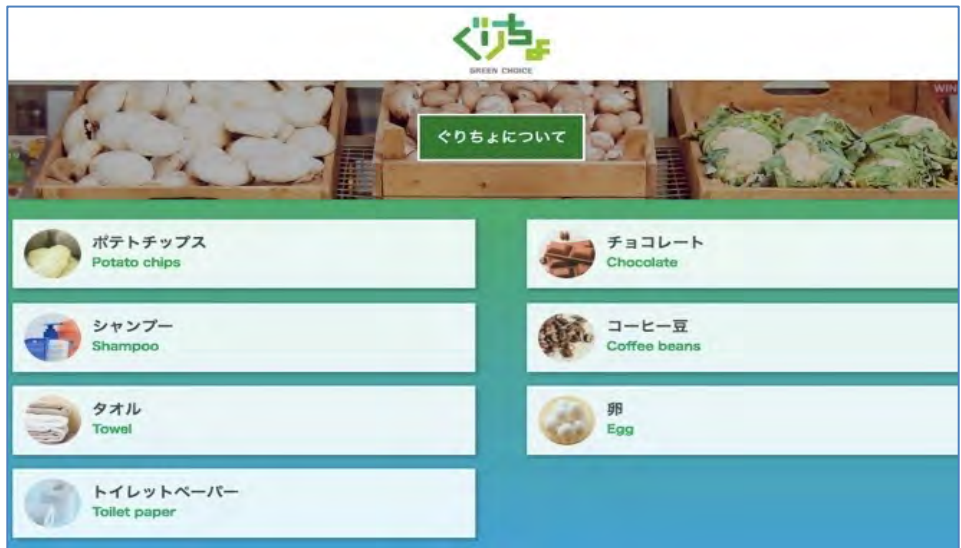 ぐりちょ
GREEN CHOICE
WIN
ぐりちょについて
ポテトチップス
Potato chips
チョコレート
Chocolate
シャンプー
Shampoo
コーヒー豆
Coffee beans
タオル
Towel
卵
Egg
トイレットペーパー
Toilet paper